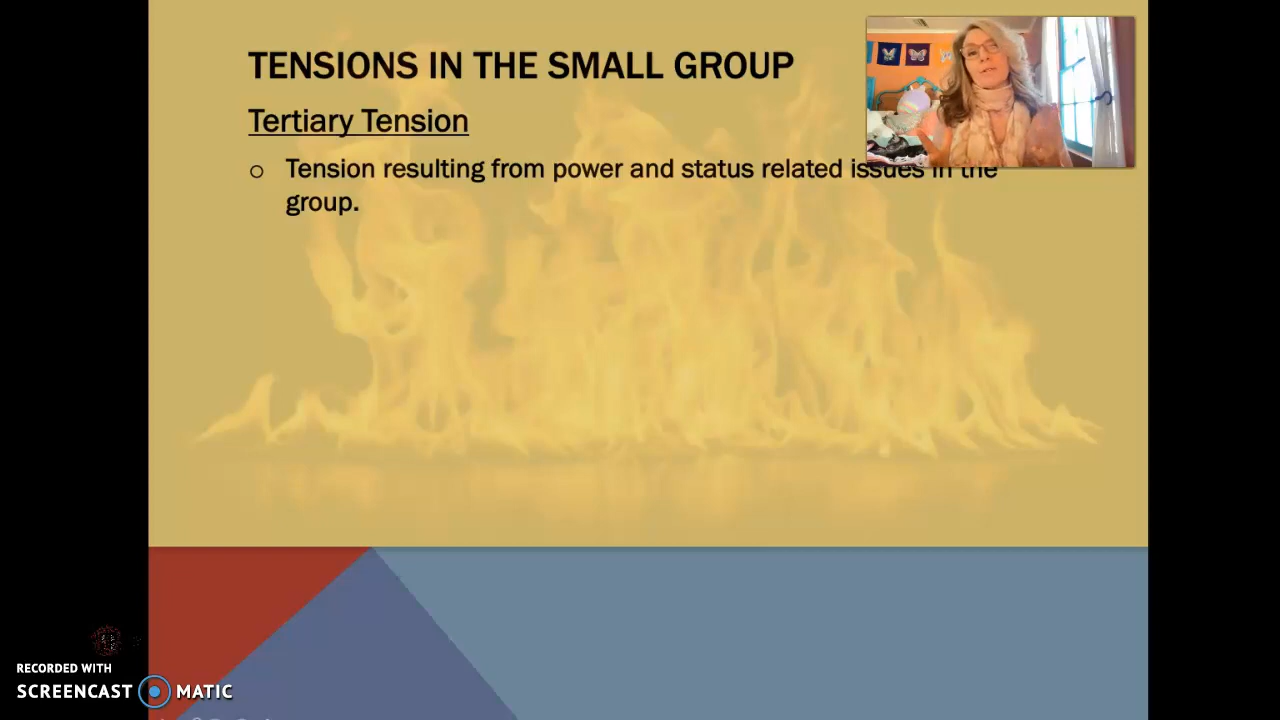 TENSIONS IN THE SMALL GROUP
Tertiary Tension
Tension resulting from power and status related issues in the
group.
RECORDED WITH
SCREENCAST MATIC